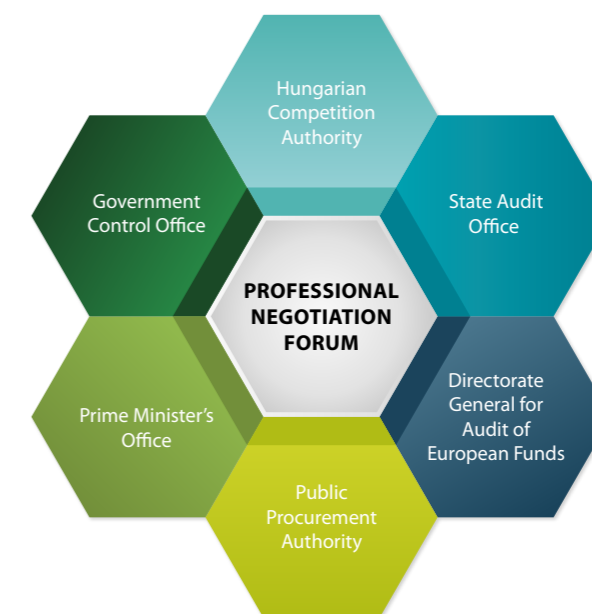 Hungarian
Competition
Authority
Government
Control Office
State Audit
Office
PROFESSIONAL
NEGOTIATION
FORUM
Prime Minister's
Office
Directorate
General for
Audit of
European Funds
Public
Procurement
Authority